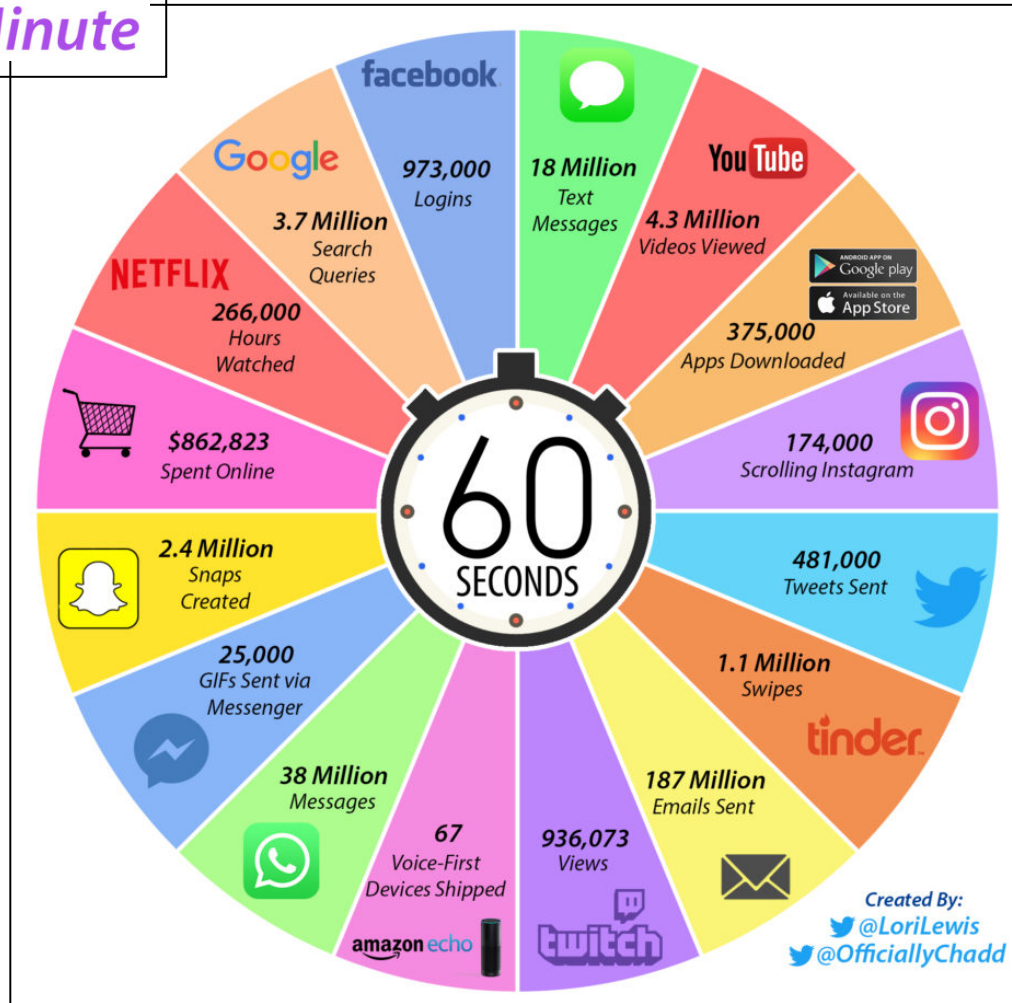 facebook
973,000
Logins
18 Million
Text
Messages
YouTube
4.3 Million
Videos Viewed
ANDROID APP ON
Google play
Available on the
App Store
375,000
Apps Downloaded
174,000
Scrolling Instagram
481,000
Tweets Sent
1.1 Million
Swipes
tinder
187 Million
Emails Sent
936,073
Views
twitch
67
Voice-First
Devices Shipped
amazon echo
38 Million
Messages
25,000
GIFs Sent via
Messenger
2.4 Million
Snaps
Created
$862,823
Spent Online
NETFLIX
266,000
Hours
Watched
Google
3.7 Million
Search
Queries
60
SECONDS
Created By:
@LoriLewis
@OfficiallyChadd